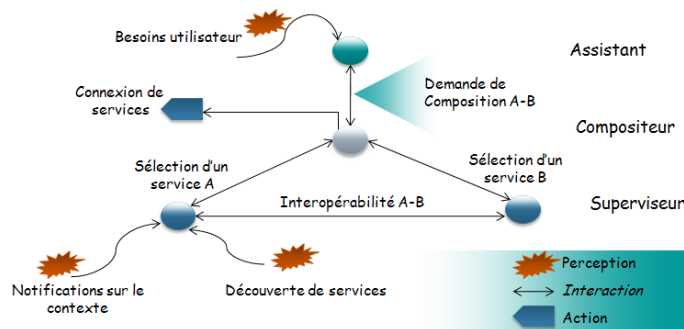 Besoins utilisateur
Assistant
Connexion de
services
Demande de
Composition A-B
Compositeur
Sélection d'un
service A
Sélection d'un
service B
Interopérabilité A-B
Superviseur
Notifications sur le
contexte
Découverte de services
Perception
Interaction
Action